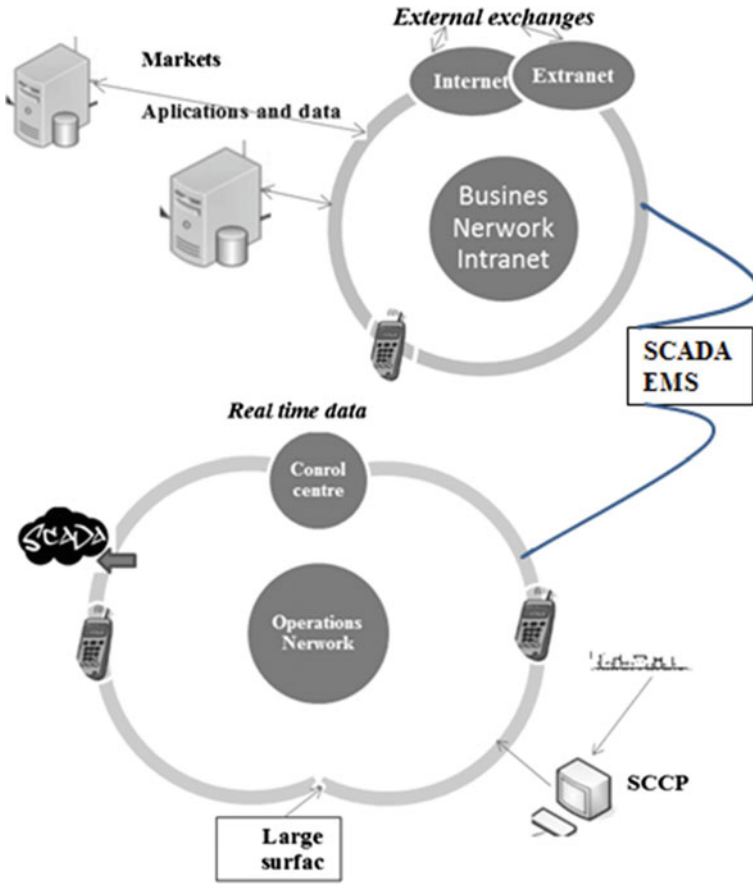 External exchanges
Markets
Internet
Extranet
Aplications and data
Busines
Nerwork
Intranet
SCADA
EMS
Real time data
Conrol
centre
SCADA
Operations
Nerwork
SCCP
Large
surfac